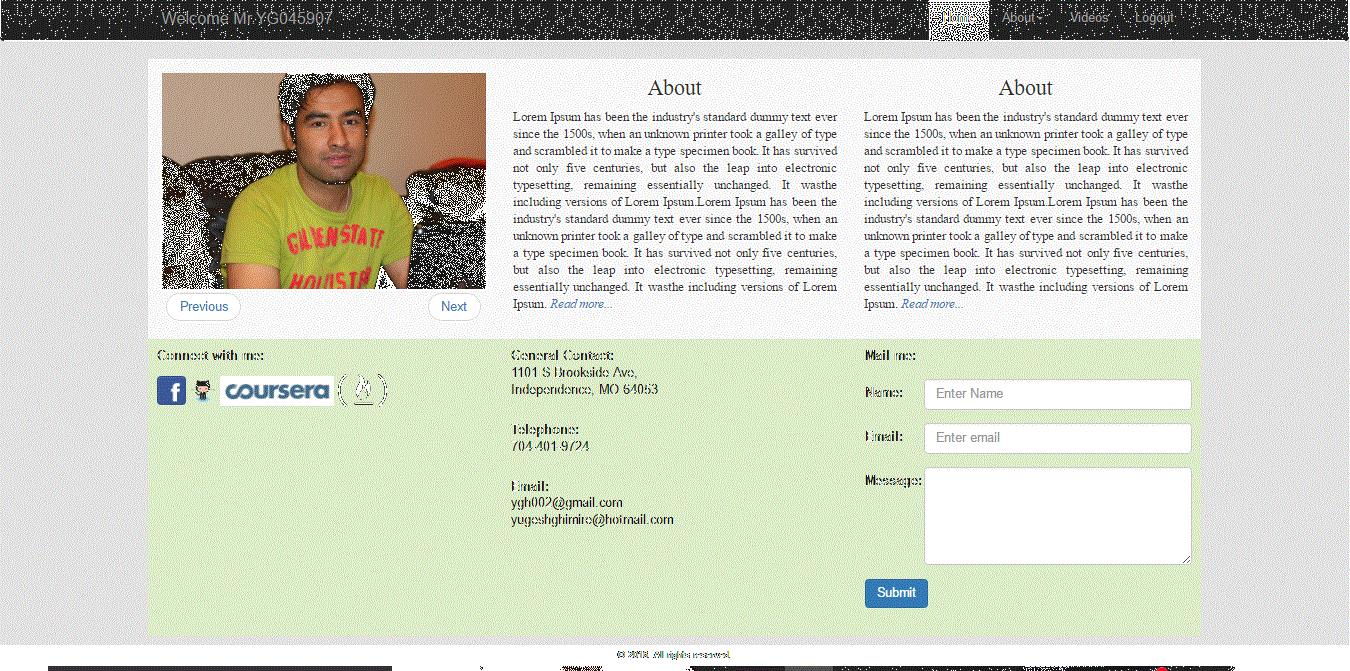 Welcome Mr.YG045907
Home About Videos Logout
GOLDEN STATE
About
Lorem Ipsum has been the industry's standard dummy text ever
since the 1500s, when an unknown printer took a galley of type
and scrambled it to make a type specimen book. It has survived
not only five centuries, but also the leap into electronic
typesetting, remaining essentially unchanged. It wasthe
including versions of Lorem Ipsum.Lorem Ipsum has been the
industry's standard dummy text ever since the 1500s, when an
unknown printer took a galley of type and scrambled it to make
a type specimen book. It has survived not only five centuries,
but also the leap into electronic typesetting, remaining
essentially unchanged. It wasthe including versions of Lorem
Ipsum. Read more...
About
Lorem Ipsum has been the industry's standard dummy text ever
since the 1500s, when an unknown printer took a galley of type
and scrambled it to make a type specimen book. It has survived
not only five centuries, but also the leap into electronic
typesetting, remaining essentially unchanged. It wasthe
including versions of Lorem Ipsum.Lorem Ipsum has been the
industry's standard dummy text ever since the 1500s, when an
unknown printer took a galley of type and scrambled it to make
a type specimen book. It has survived not only five centuries,
but also the leap into electronic typesetting, remaining
essentially unchanged. It wasthe including versions of Lorem
Ipsum. Read more...
Previous
Next
Connect with me:
f
coursera
General Contact:
1101 S Brookside Ave,
Independence, MO 64053
Telephone:
704-401-9724
Email:
ygh002@gmail.com
yugeshghimire@hotmail.com
Mail me:
Name: Enter Name
Email: Enter email
Message:
Submit
© All rights reserved.